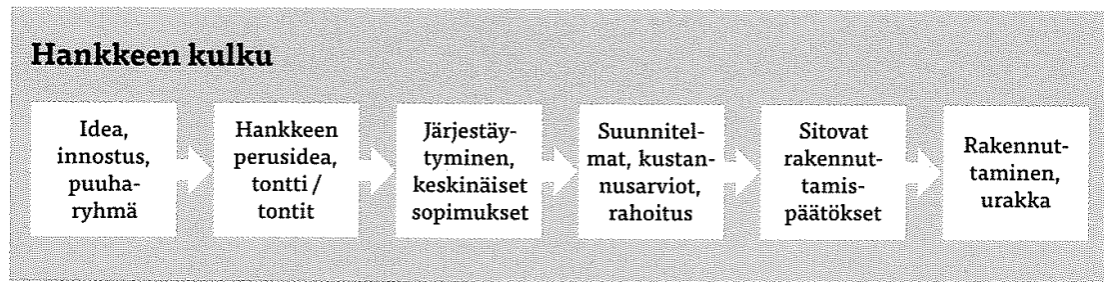 Hankkeen kulku
Idea,
innostus,
puuha-
ryhmä
Hankkeen
perusidea,
tontti /
tontit
Järjestäy-
tyminen,
keskinäiset
sopimukset
Suunnitel-
mat, kustan-
nusarviot,
rahoitus
Sitovat
rakennut-
tamis-
päätökset
Rakennut-
taminen,
urakka